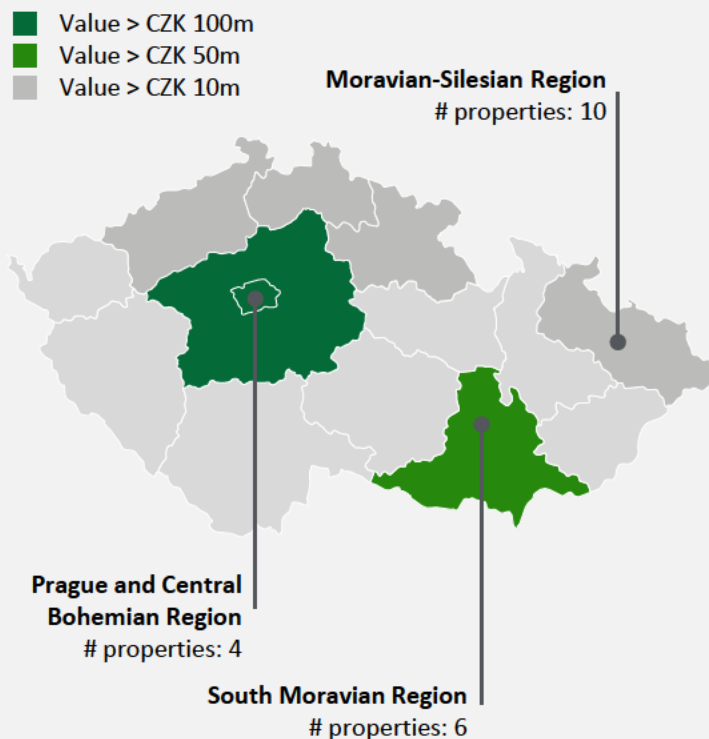 Value > CZK 100m
Value > CZK 50m
Value > CZK 10m
Moravian-Silesian Region
# properties: 10
Prague and Central
Bohemian Region
# properties: 4
South Moravian Region
# properties: 6